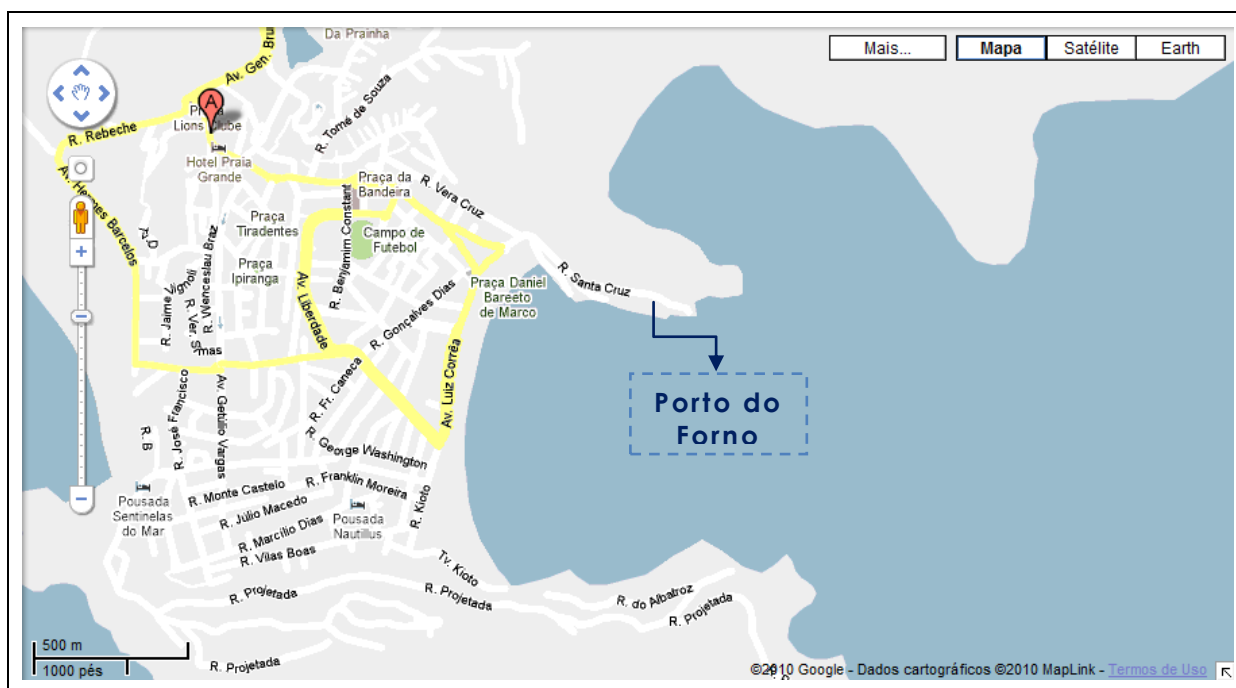 Da Prainha
Mais...
Mapa
Satélite
Earth
Av. Gen. Bru
A
Lions Clube
R. Rebeche
R. Tomé de Souza
Hotel Praia
Grande
Av. Hermes Barcelos
Praça da
Bandeira
R. Vera Cruz
Praça
Tiradentes
R. Benjamim Constant
Campo de
Futebol
Praça
Ipiranga
R. Wenceslau Braz
R. Jaime Vignoli
Av. Liberdade
R. Santa Cruz
Praça Daniel
Bareeto
de Marco
R. Gonçalves Dias
mas
Av. Luiz Corrêa
Porto do
Forno
R. José Francisco
Av. Getúlio Vargas
R. Fr. Caneca
R. B
R. George Washington
R. Franklin Moreira
R. Monte Castelo
R. Júlio Macedo
R. Kioto
Pousada
Sentinelas
do Mar
Pousada
Nautillus
R. Marcílio Dias
R. Vilas Boas
Tv. Kioto
R. Projetada
R. Projetada
R. do Albatroz
R. Projetada
500 m
1000 pés
R. Projetada
©2010 Google - Dados cartográficos ©2010 MapLink - Termos de Uso